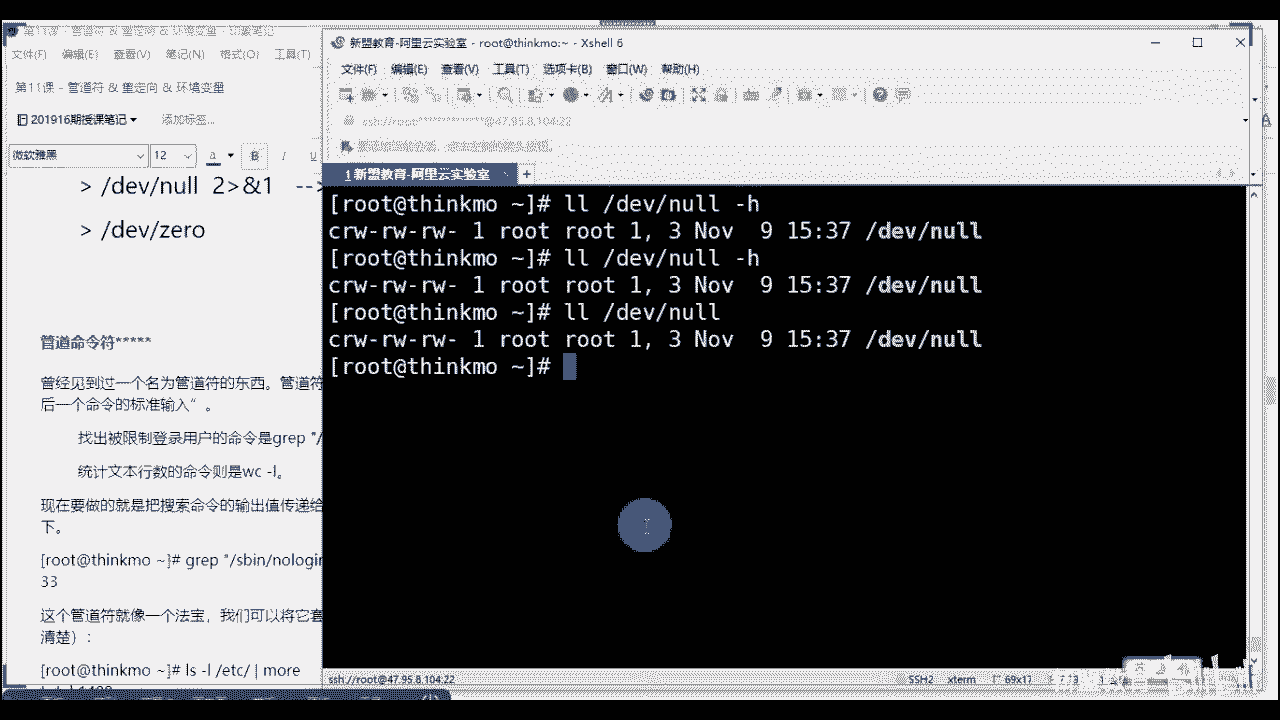 第11课 - 管道符 & 重定向 & 环境变量 - 印象笔记
文件(F) 编辑(E) 查看(V) 笔记(N) 格式(O) 工具(T)
第11课 - 管道符 & 重定向 & 环境变量
201916期授课笔记 添加标签...
微软雅黑 12 a B I U
> /dev/null 2>&1 -->
> /dev/zero
管道命令符*****
曾经见到过一个名为管道符的东西。管道符
后一个命令的标准输入”。
找出被限制登录用户的命令是grep "/
统计文本行数的命令则是wc -l。
现在要做的就是把搜索命令的输出值传递给
下。
[root@thinkmo ~]# grep "/sbin/nologin
33
这个管道符就像一个法宝，我们可以将它套
清楚）：
[root@thinkmo ~]# ls -l /etc/ | more
新盟教育-阿里云实验室 - root@thinkmo:~ - Xshell 6
文件(F) 编辑(E) 查看(V) 工具(T) 选项卡(B) 窗口(W) 帮助(H)
1 新盟教育-阿里云实验室 +
[root@thinkmo ~]# ll /dev/null -h
crw-rw-rw- 1 root root 1, 3 Nov  9 15:37 /dev/null
[root@thinkmo ~]# ll /dev/null -h
crw-rw-rw- 1 root root 1, 3 Nov  9 15:37 /dev/null
[root@thinkmo ~]# ll /dev/null
crw-rw-rw- 1 root root 1, 3 Nov  9 15:37 /dev/null
[root@thinkmo ~]#
ssh://root@47.95.8.104:22 SSH2 xterm 69x17